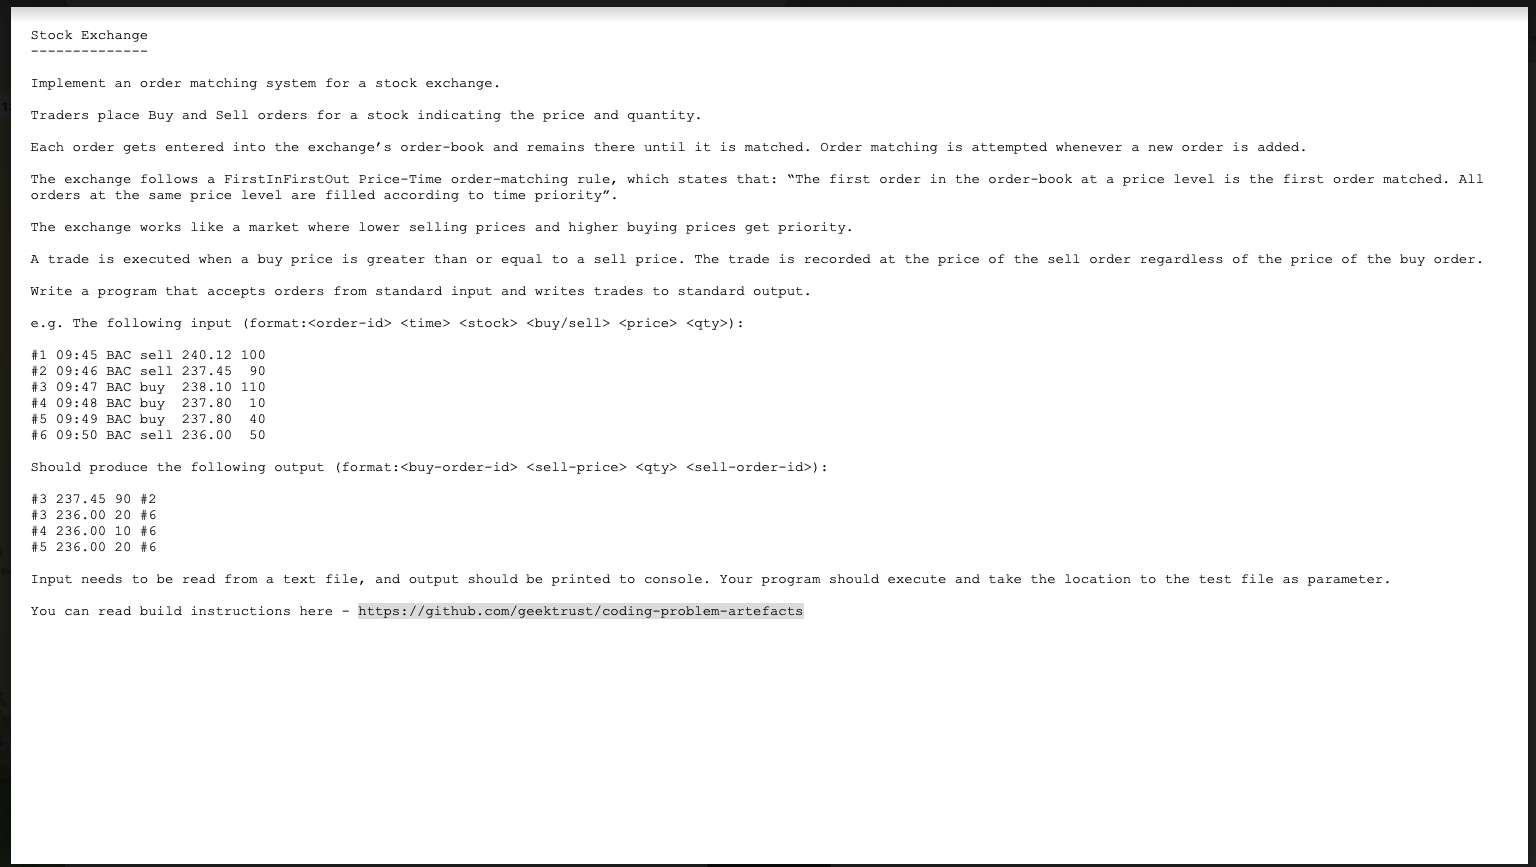 Stock Exchange
--------------
Implement an order matching system for a stock exchange.
Traders place Buy and Sell orders for a stock indicating the price and quantity.
Each order gets entered into the exchange’s order-book and remains there until it is matched. Order matching is attempted whenever a new order is added.
The exchange follows a FirstInFirstOut Price-Time order-matching rule, which states that: “The first order in the order-book at a price level is the first order matched. All
orders at the same price level are filled according to time priority”.
The exchange works like a market where lower selling prices and higher buying prices get priority.
A trade is executed when a buy price is greater than or equal to a sell price. The trade is recorded at the price of the sell order regardless of the price of the buy order.
Write a program that accepts orders from standard input and writes trades to standard output.
e.g. The following input (format:<order-id> <time> <stock> <buy/sell> <price> <qty>):
#1 09:45 BAC sell 240.12 100
#2 09:46 BAC sell 237.45  90
#3 09:47 BAC buy  238.10 110
#4 09:48 BAC buy  237.80  10
#5 09:49 BAC buy  237.80  40
#6 09:50 BAC sell 236.00  50
Should produce the following output (format:<buy-order-id> <sell-price> <qty> <sell-order-id>):
#3 237.45 90 #2
#3 236.00 20 #6
#4 236.00 10 #6
#5 236.00 20 #6
Input needs to be read from a text file, and output should be printed to console. Your program should execute and take the location to the test file as parameter.
You can read build instructions here - https://github.com/geektrust/coding-problem-artefacts